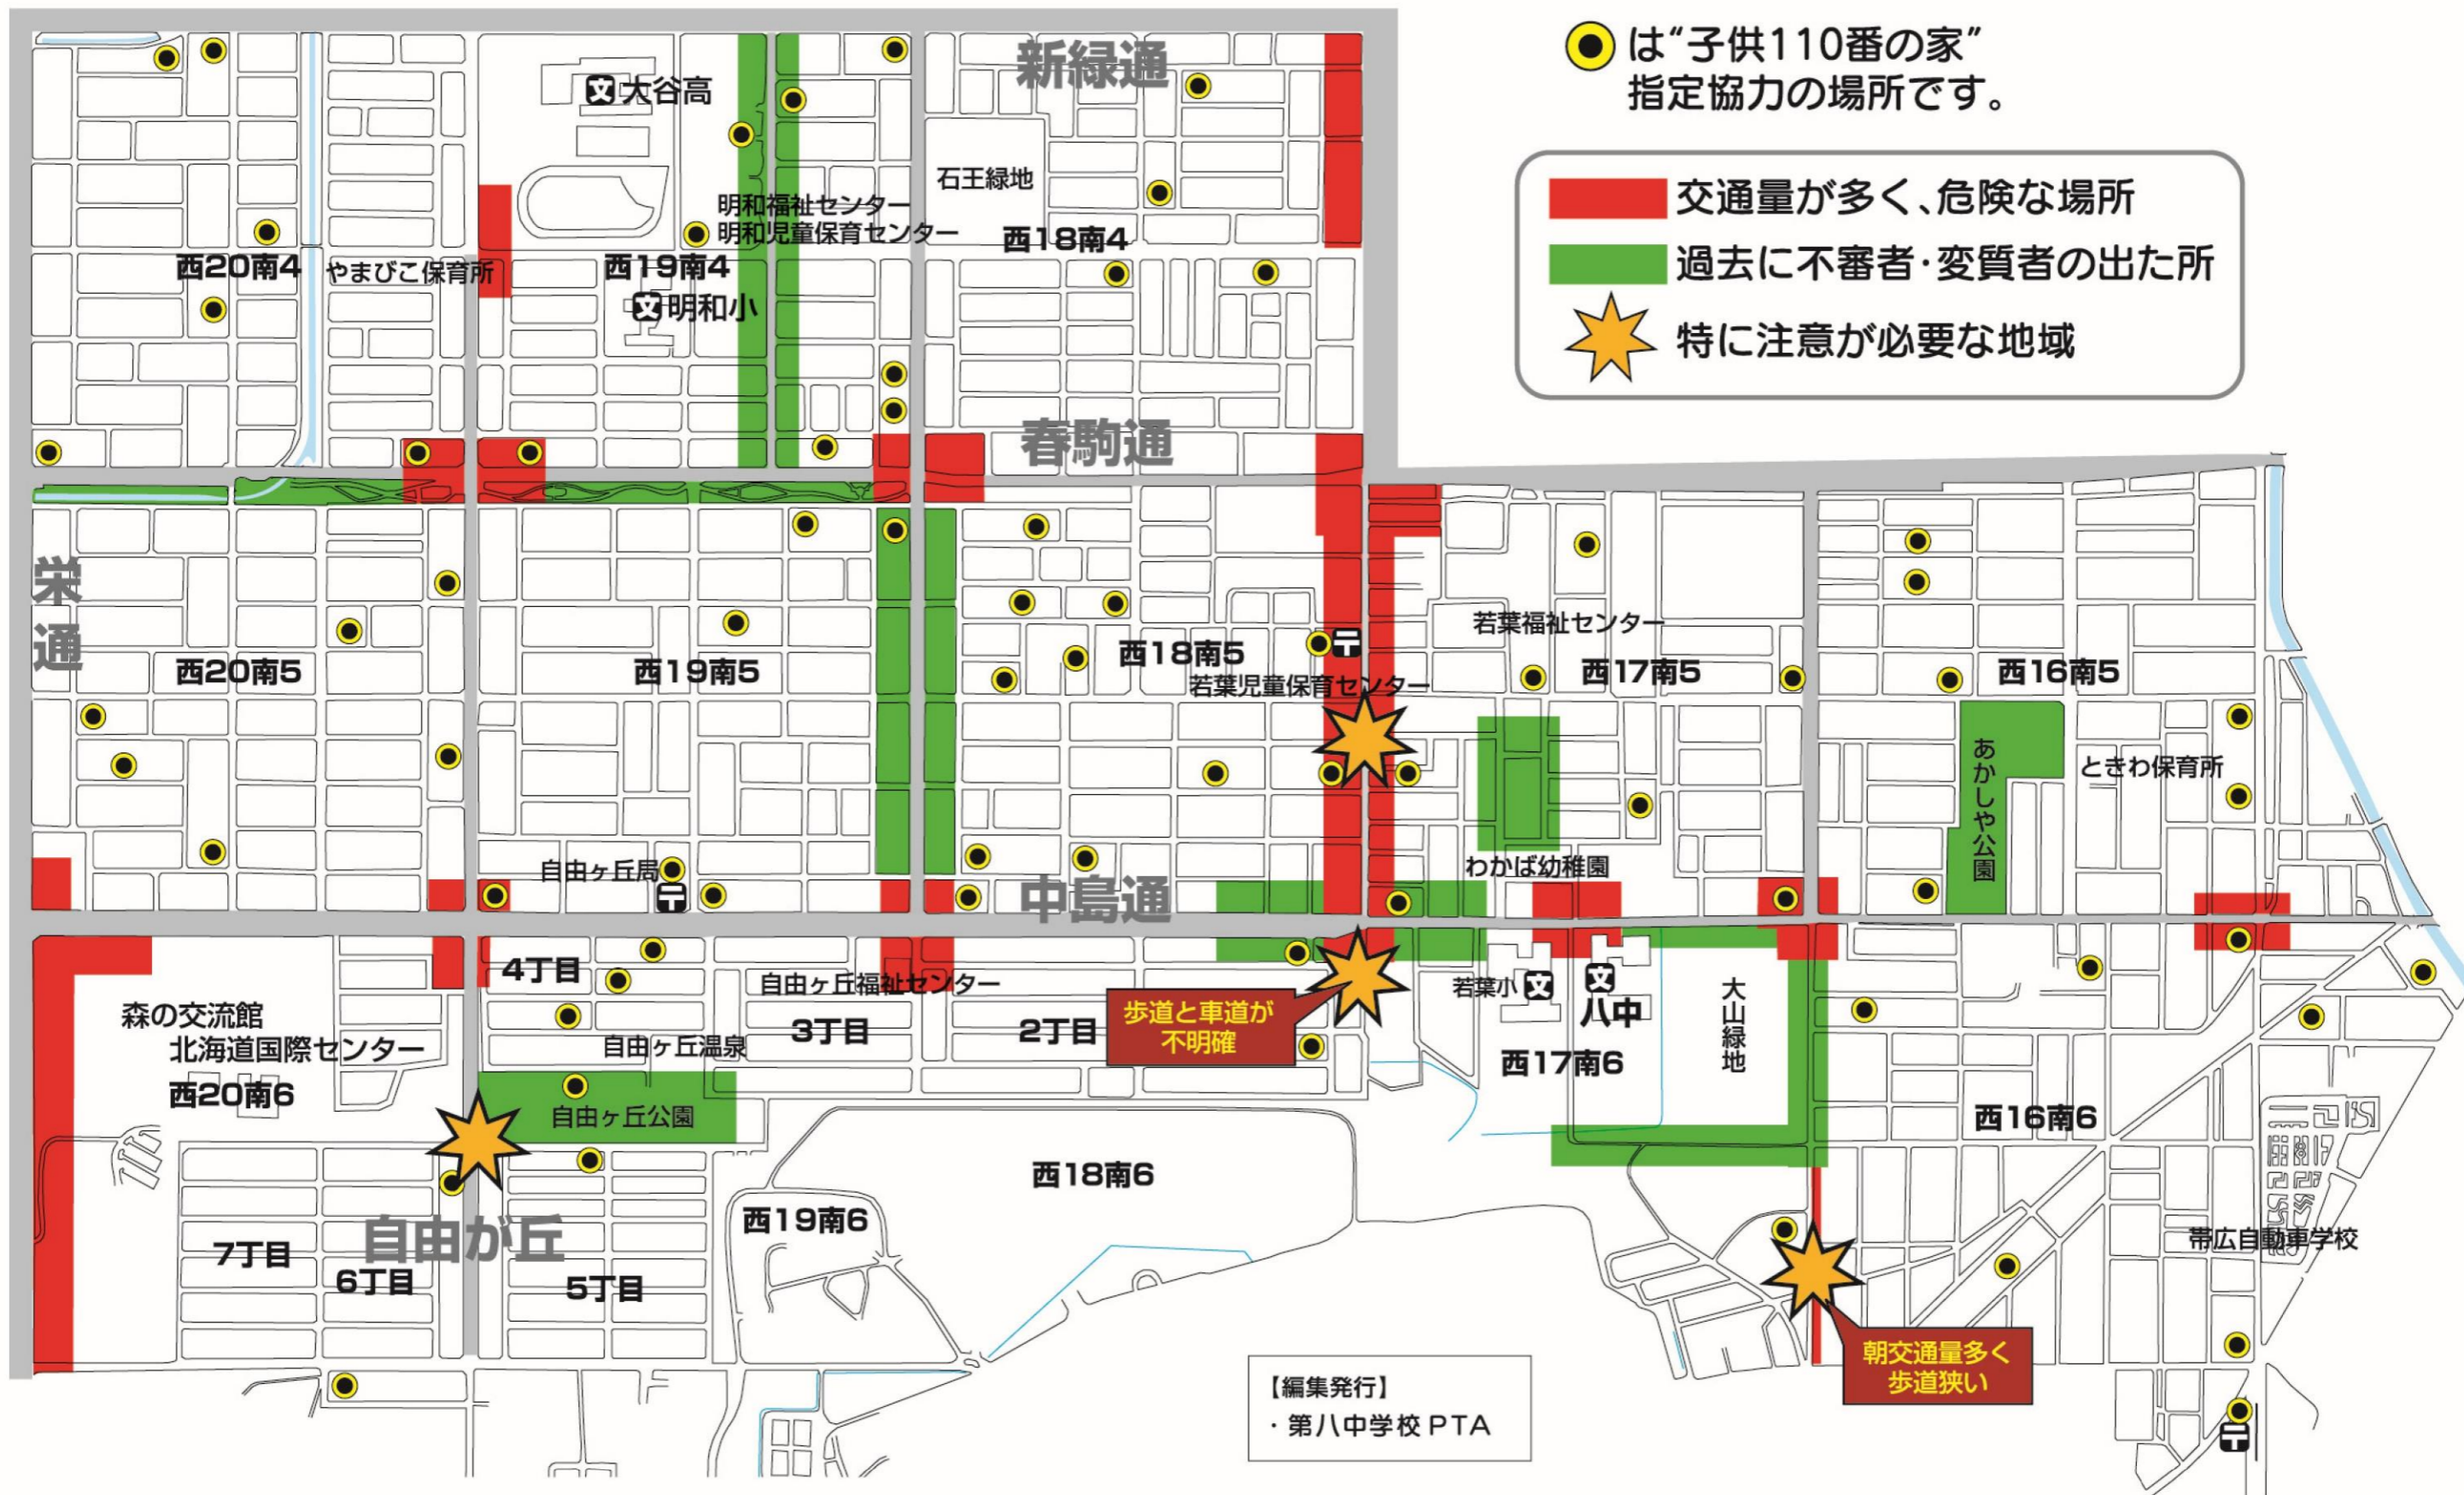 は“子供110番の家”
指定協力の場所です。
交通量が多く、危険な場所
過去に不審者・変質者の出た所
特に注意が必要な地域
新緑通
文大谷高
石王緑地
明和福祉センター
明和児童保育センター
西18南4
西20南4
やまびこ保育所
西19南4
文明和小
春駒通
栄通
西20南5
西19南5
西18南5
若葉児童保育センター
若葉福祉センター
西17南5
西16南5
あかしや公園
ときわ保育所
自由ヶ丘局
中島通
わかば幼稚園
4丁目
自由ヶ丘福祉センター
3丁目
2丁目
歩道と車道が
不明確
若葉小文
文
八中
大山緑地
森の交流館
北海道国際センター
自由ヶ丘温泉
西20南6
自由ヶ丘公園
西17南6
西16南6
西18南6
西19南6
自由が丘
7丁目
6丁目
5丁目
帯広自動車学校
朝交通量多く
歩道狭い
【編集発行】
・第八中学校PTA